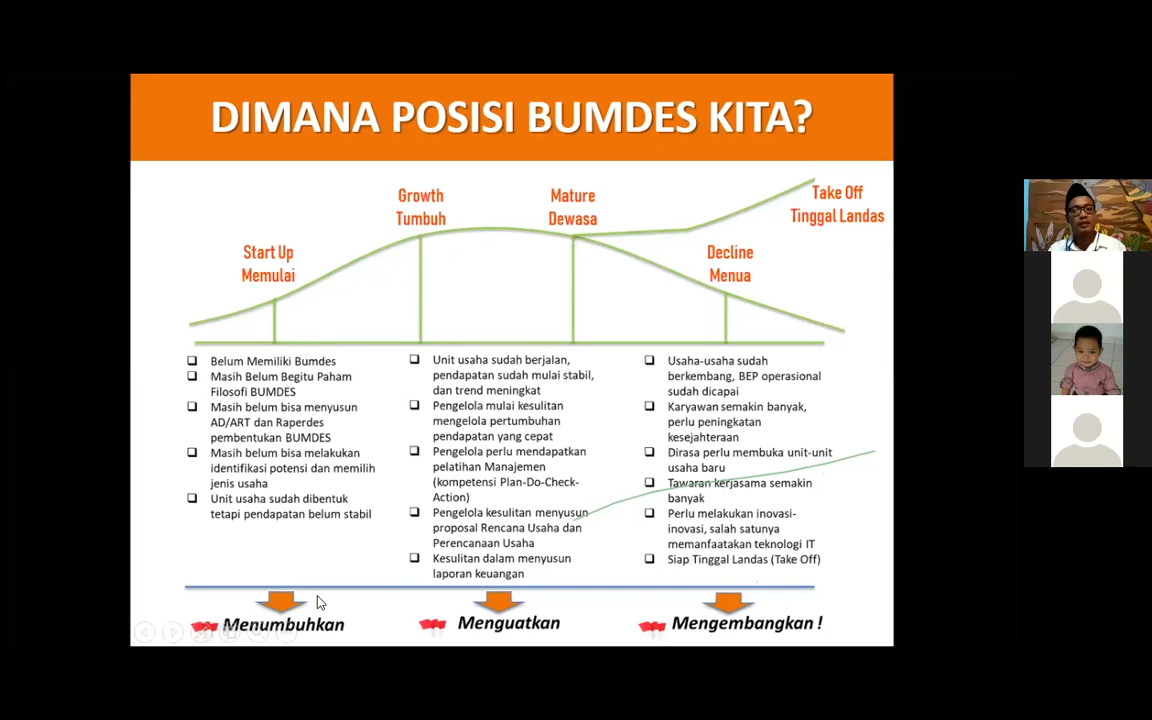 DIMANA POSISI BUMDES KITA?
Start Up
Memulai
Growth
Tumbuh
Mature
Dewasa
Decline
Menua
Take Off
Tinggal Landas
Belum Memiliki Bumdes
Masih Belum Begitu Paham
Filosofi BUMDES
Masih belum bisa menyusun
AD/ART dan Raperdes
pembentukan BUMDES
Masih belum bisa melakukan
identifikasi potensi dan memilih
jenis usaha
Unit usaha sudah dibentuk
tetapi pendapatan belum stabil
Unit usaha sudah berjalan,
pendapatan sudah mulai stabil,
dan trend meningkat
Pengelola mulai kesulitan
mengelola pertumbuhan
pendapatan yang cepat
Pengelola perlu mendapatkan
pelatihan Manajemen
(kompetensi Plan-Do-Check-
Action)
Pengelola kesulitan menyusun
proposal Rencana Usaha dan
Perencanaan Usaha
Kesulitan dalam menyusun
laporan keuangan
Usaha-usaha sudah
berkembang, BEP operasional
sudah dicapai
Karyawan semakin banyak,
perlu peningkatan
kesejahteraan
Dirasa perlu membuka unit-unit
usaha baru
Tawaran kerjasama semakin
banyak
Perlu melakukan inovasi-
inovasi, salah satunya
memanfaatakan teknologi IT
Siap Tinggal Landas (Take Off)
Menumbuhkan
Menguatkan
Mengembangkan !